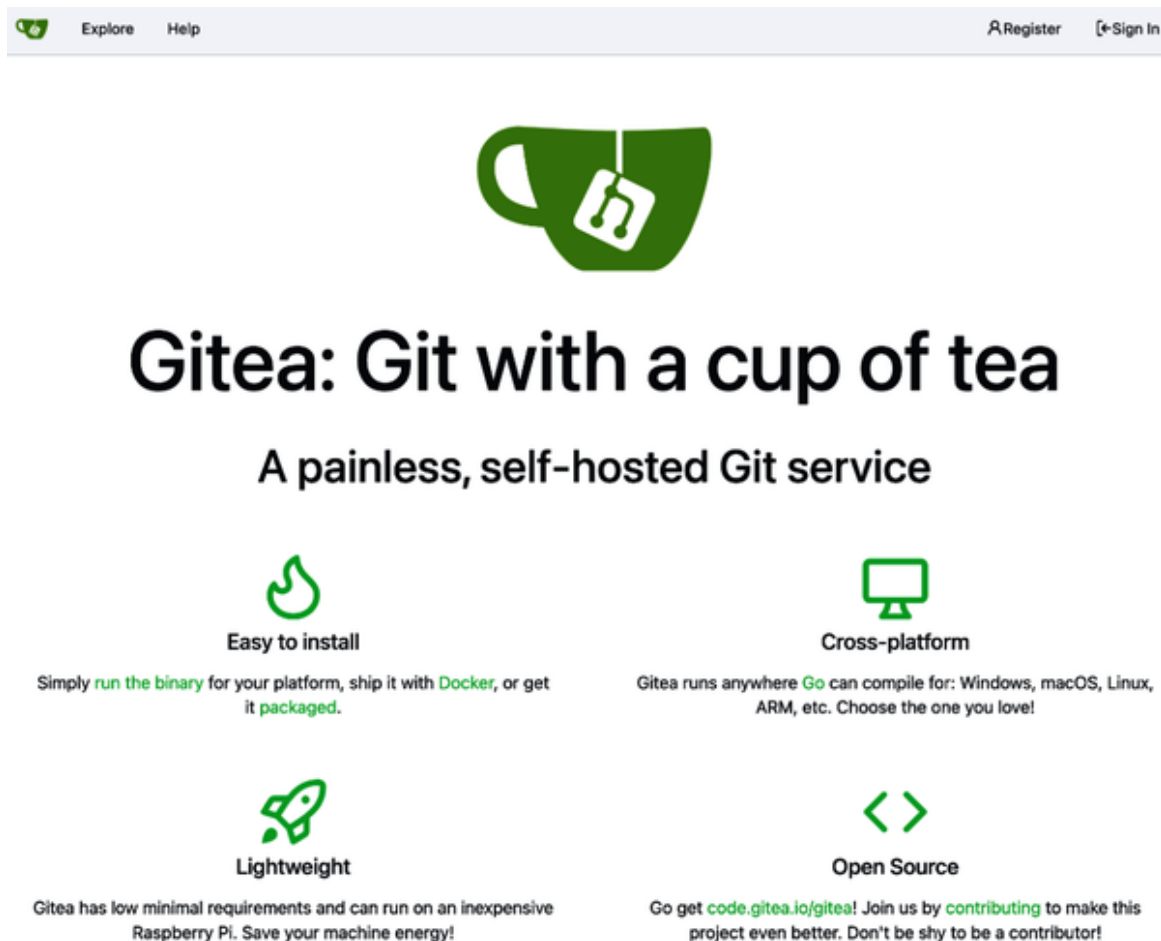 Explore Help Register Sign In
Gitea: Git with a cup of tea
A painless, self-hosted Git service
Easy to install
Simply run the binary for your platform, ship it with Docker, or get
it packaged.
Cross-platform
Gitea runs anywhere Go can compile for: Windows, macOS, Linux,
ARM, etc. Choose the one you love!
Lightweight
Gitea has low minimal requirements and can run on an inexpensive
Raspberry Pi. Save your machine energy!
Open Source
Go get code.gitea.io/gitea! Join us by contributing to make this
project even better. Don't be shy to be a contributor!